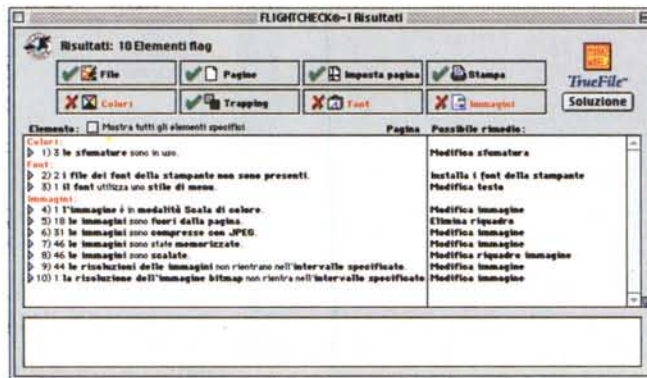 FLIGHTCHECK®-I Risultati
Risultati: 10 Elementi flag
File
Pagine
Imposta pagina
Stampa
Colori
Trapping
Font
Immagini
TrueFile™
Soluzione
Elemento: Mostra tutti gli elementi specifici Pagina Possibile rimedio:
Colori:
1) 3 le sfumature sono in uso. Modifica sfumatura
Font:
2) 2 i file dei font della stampante non sono presenti. Installa i font della stampante
3) 1 il font utilizza uno stile di menu. Modifica testo
Immagini:
4) 1 l'immagine è in modalità Scala di colore. Modifica immagine
5) 18 le immagini sono fuori dalla pagina. Elimina riquadro
6) 31 le immagini sono compresse con JPEG. Modifica immagine
7) 46 le immagini sono state memorizzate. Modifica immagine
8) 46 le immagini sono scalate. Modifica riquadro immagine
9) 44 le risoluzioni delle immagini non rientrano nell'intervallo specificato. Modifica immagine
10) 1 la risoluzione dell'immagine bitmap non rientra nell'intervallo specificato Modifica immagine